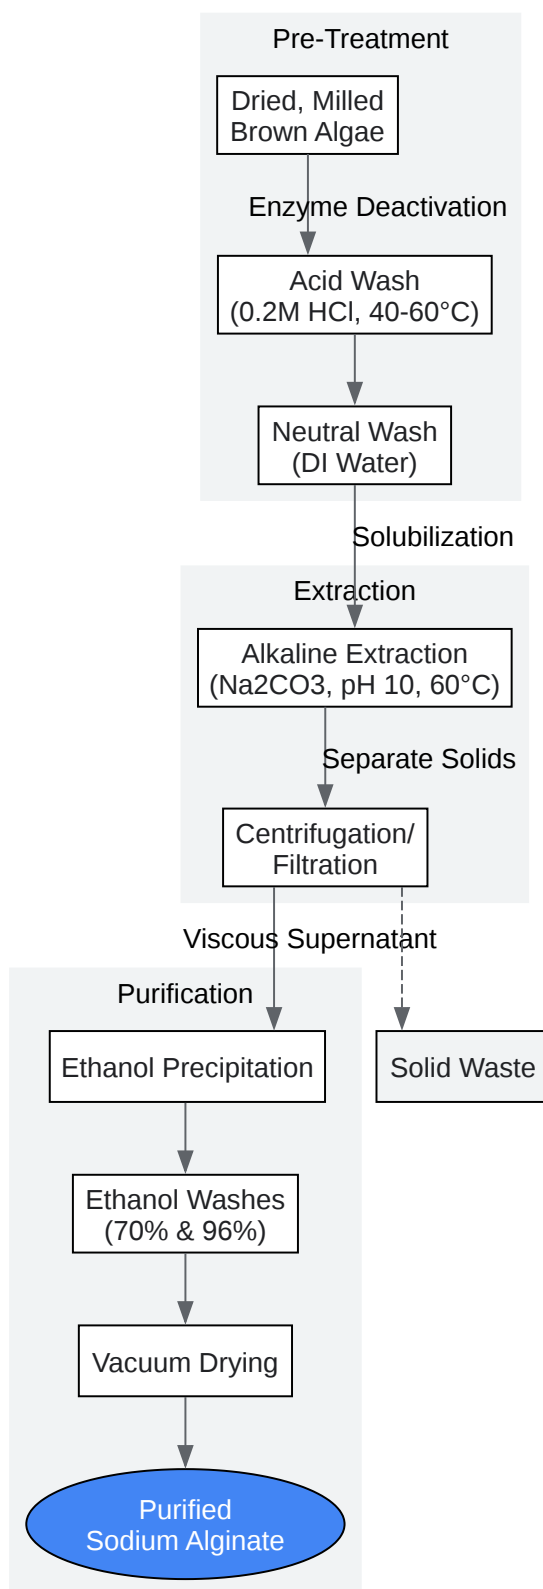 Pre-Treatment
Dried, Milled
Brown Algae
Enzyme Deactivation
Acid Wash
(0.2M HCl, 40-60°C)
Neutral Wash
(DI Water)
Solubilization
Extraction
Alkaline Extraction
(Na2CO3, pH 10, 60°C)
Separate Solids
Centrifugation/
Filtration
Viscous Supernatant
Purification
Ethanol Precipitation
Solid Waste
Ethanol Washes
(70% & 96%)
Vacuum Drying
Purified
Sodium Alginate